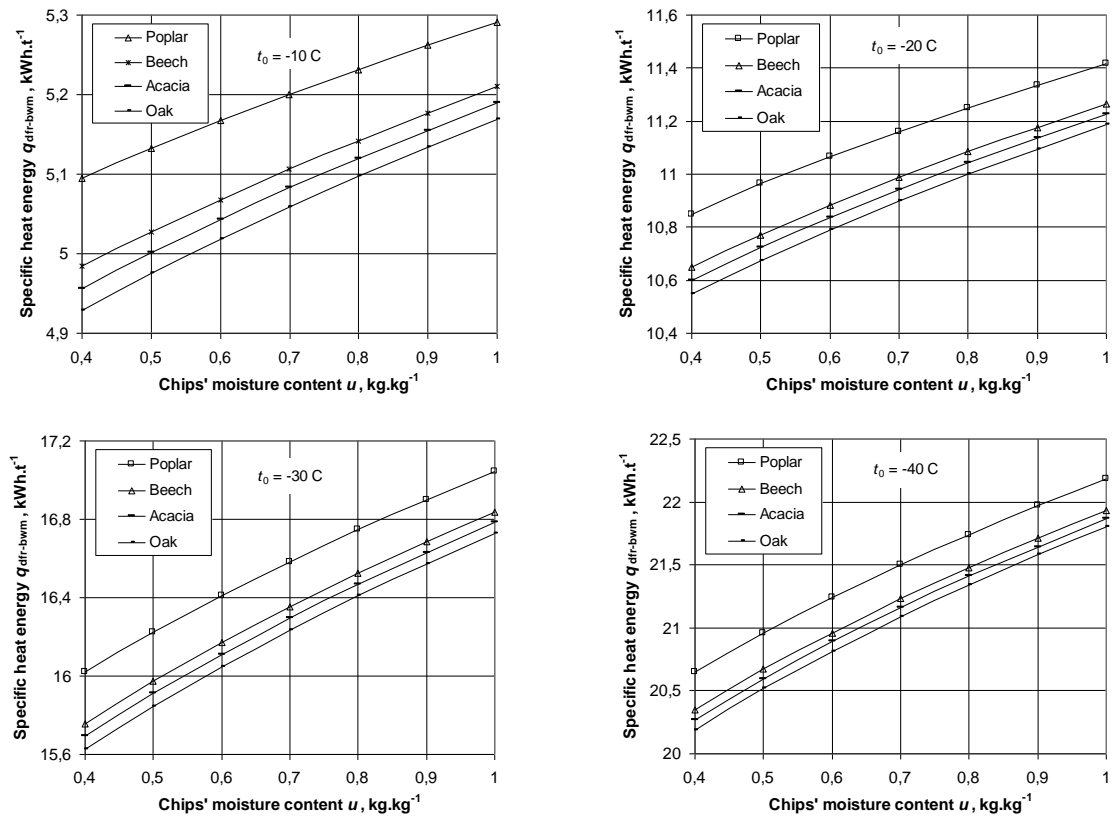 Specific heat energy q dfr-bwm , kWh.t-1
5,3
5,2
5,1
5
4,9
Poplar
Beech
Acacia
Oak
t0 = -10 C
0,4 0,5 0,6 0,7 0,8 0,9 1
Chips' moisture content u , kg.kg-1
Specific heat energy q dfr-bwm , kWh.t-1
11,6
11,4
11,2
11
10,8
10,6
10,4
Poplar
Beech
Acacia
Oak
t0 = -20 C
0,4 0,5 0,6 0,7 0,8 0,9 1
Chips' moisture content u , kg.kg-1
Specific heat energy q dfr-bwm , kWh.t-1
17,2
16,8
16,4
16
15,6
Poplar
Beech
Acacia
Oak
t0 = -30 C
0,4 0,5 0,6 0,7 0,8 0,9 1
Chips' moisture content u , kg.kg-1
Specific heat energy q dfr-bwm , kWh.t-1
22,5
22
21,5
21
20,5
20
Poplar
Beech
Acacia
Oak
t0 = -40 C
0,4 0,5 0,6 0,7 0,8 0,9 1
Chips' moisture content u , kg.kg-1